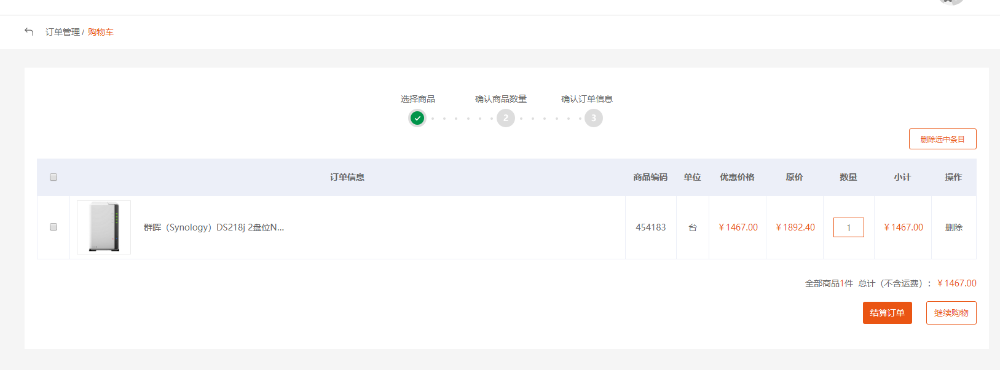 订单管理 / 购物车
选择商品 确认商品数量 确认订单信息
2 3
删除选中条目
订单信息 商品编码 单位 优惠价格 原价 数量 小计 操作
群晖（Synology）DS218j 2盘位N... 454183 台 ￥1467.00 ￥1892.40 1 ￥1467.00 删除
全部商品1件 总计（不含运费）: ￥1467.00
结算订单 继续购物